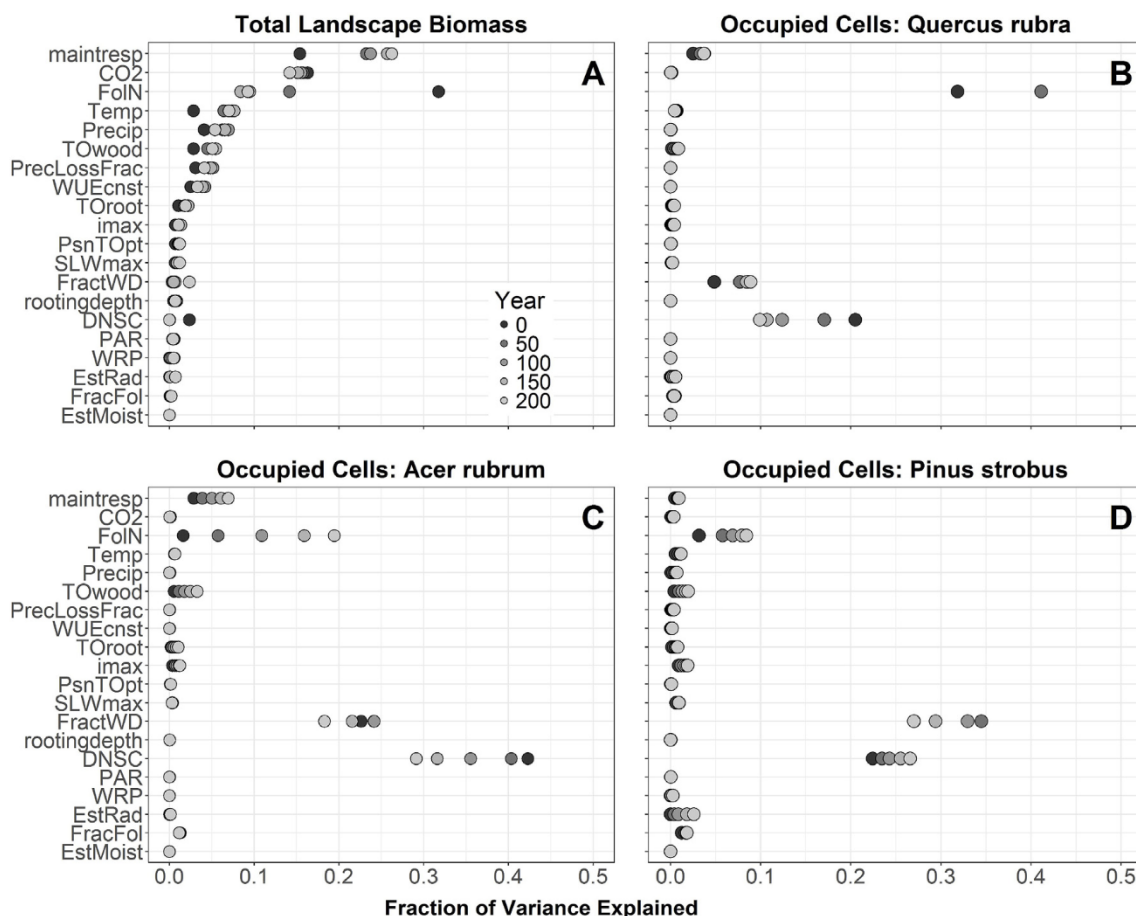 Total Landscape Biomass
A
maintresp
CO2
FolN
Temp
Precip
TOwood
PrecLossFrac
WUEcnst
TOroot
imax
PsnTOpt
SLWmax
FractWD
rootingdepth
DNSC
PAR
WRP
EstRad
FracFol
EstMoist
Year
0
50
100
150
200
Occupied Cells: Quercus rubra
B
Occupied Cells: Acer rubrum
C
maintresp
CO2
FolN
Temp
Precip
TOwood
PrecLossFrac
WUEcnst
TOroot
imax
PsnTOpt
SLWmax
FractWD
rootingdepth
DNSC
PAR
WRP
EstRad
FracFol
EstMoist
0.0 0.1 0.2 0.3 0.4 0.5
Occupied Cells: Pinus strobus
D
0.0 0.1 0.2 0.3 0.4 0.5
Fraction of Variance Explained